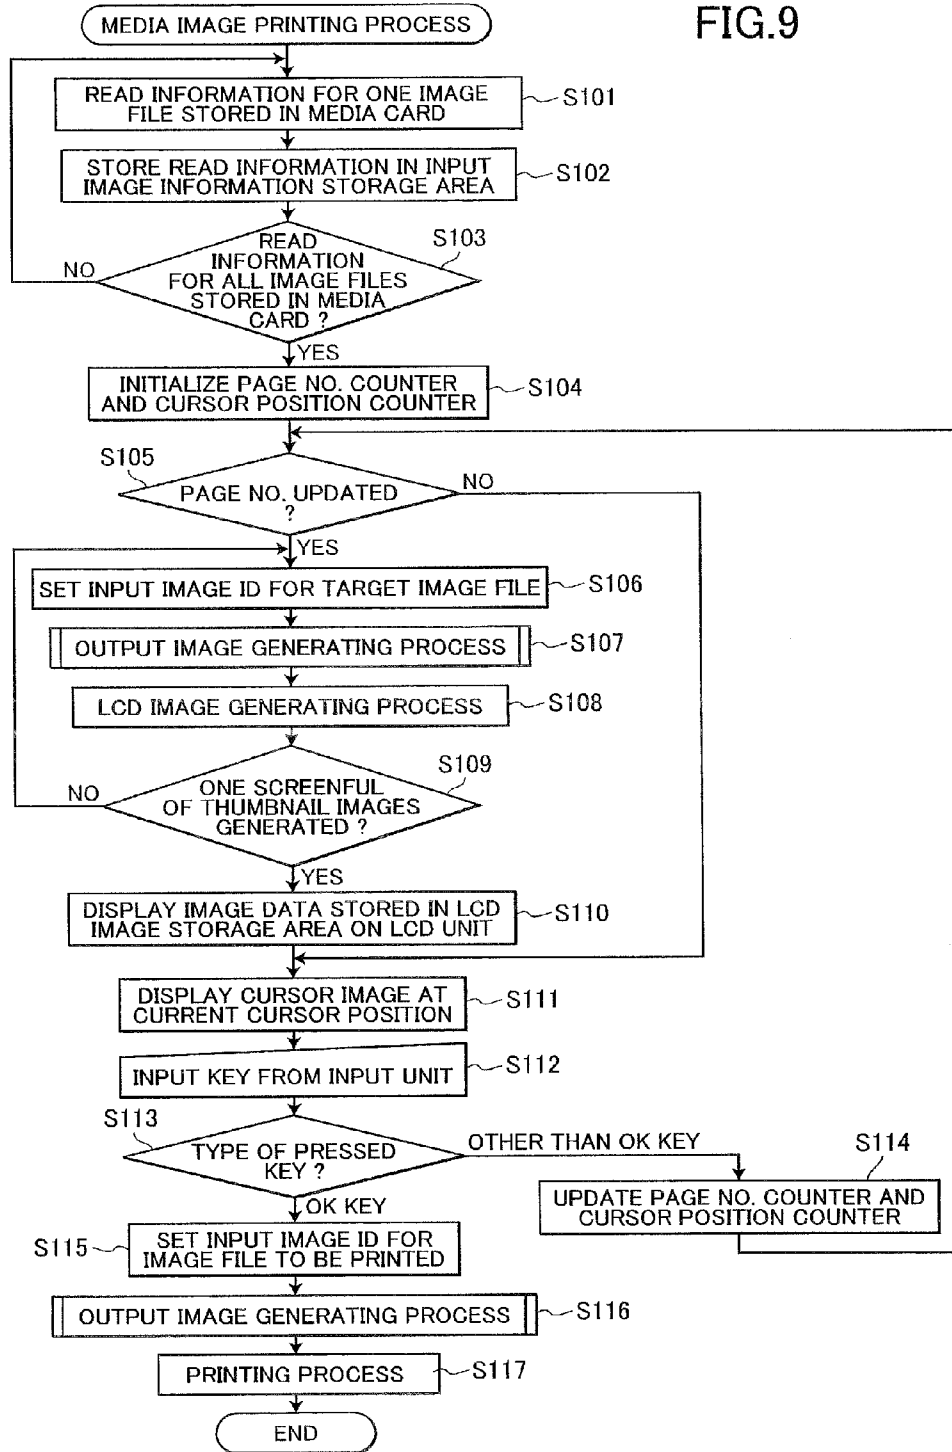 FIG.9
MEDIA IMAGE PRINTING PROCESS
READ INFORMATION FOR ONE IMAGE
FILE STORED IN MEDIA CARD
S101
STORE READ INFORMATION IN INPUT
IMAGE INFORMATION STORAGE AREA
S102
S103
READ
INFORMATION
FOR ALL IMAGE FILES
STORED IN MEDIA
CARD ?
NO
YES
INITIALIZE PAGE NO. COUNTER
AND CURSOR POSITION COUNTER
S104
S105
PAGE NO. UPDATED
?
NO
YES
SET INPUT IMAGE ID FOR TARGET IMAGE FILE
S106
OUTPUT IMAGE GENERATING PROCESS
S107
LCD IMAGE GENERATING PROCESS
S108
S109
ONE SCREENFUL
OF THUMBNAIL IMAGES
GENERATED ?
NO
YES
DISPLAY IMAGE DATA STORED IN LCD
IMAGE STORAGE AREA ON LCD UNIT
S110
DISPLAY CURSOR IMAGE AT
CURRENT CURSOR POSITION
S111
INPUT KEY FROM INPUT UNIT
S112
S113
TYPE OF PRESSED
KEY ?
OTHER THAN OK KEY
S114
UPDATE PAGE NO. COUNTER AND
CURSOR POSITION COUNTER
OK KEY
S115
SET INPUT IMAGE ID FOR
IMAGE FILE TO BE PRINTED
OUTPUT IMAGE GENERATING PROCESS
S116
PRINTING PROCESS
S117
END